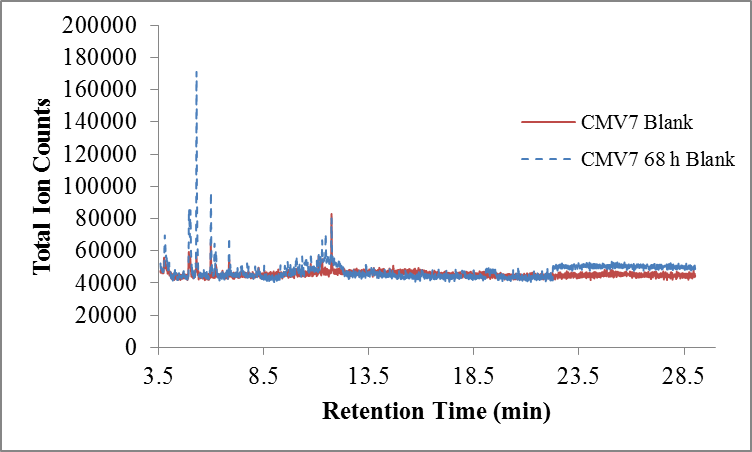 200000
180000
160000
140000
120000
100000
80000
60000
40000
20000
0
Total Ion Counts
CMV7 Blank
CMV7 68 h Blank
3.5 8.5 13.5 18.5 23.5 28.5
Retention Time (min)